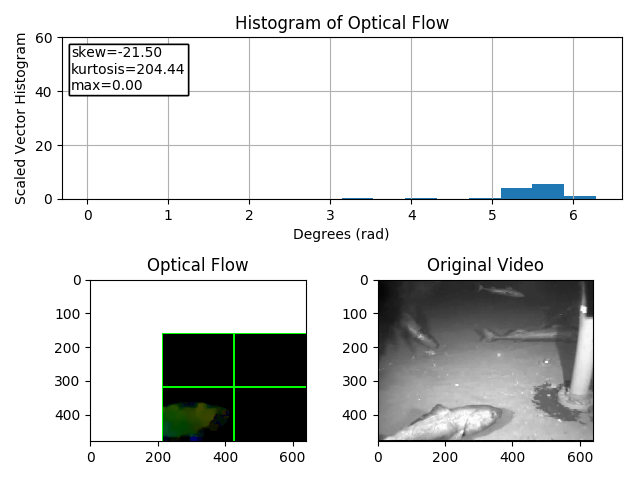 Histogram of Optical Flow
Scaled Vector Histogram
60
40
20
0
skew=-21.50
kurtosis=204.44
max=0.00
0 1 2 3 4 5 6
Degrees (rad)
Optical Flow
0
100
200
300
400
0 200 400 600
Original Video
0
100
200
300
400
0 200 400 600